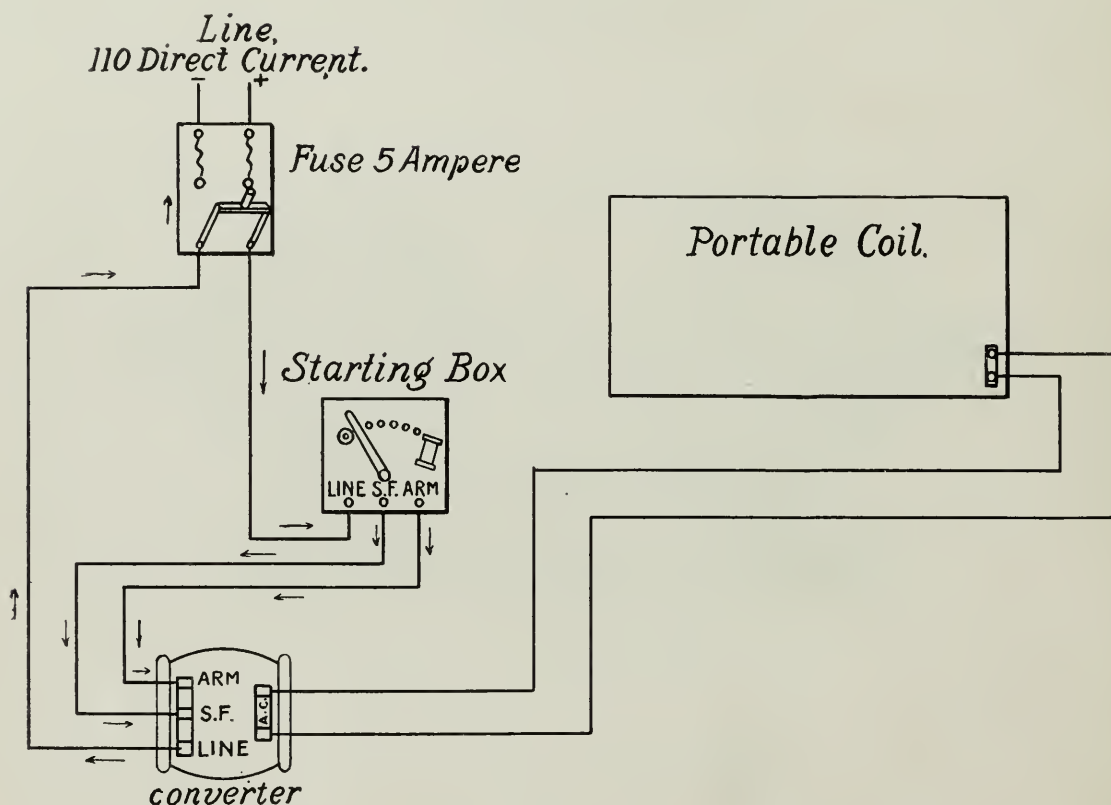 Line,
110 Direct Current.
- +
Fuse 5 Ampere
Portable Coil.
Starting Box
LINE S.F. ARM
ARM
S.F.
A.C.
LINE
converter